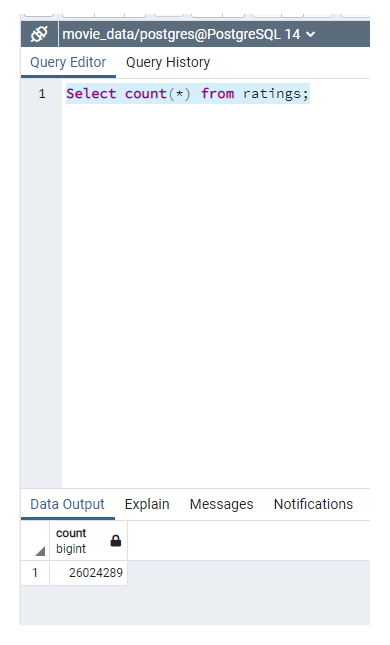 movie_data/postgres@PostgreSQL 14
Query Editor Query History
1 Select count(*) from ratings;
Data Output Explain Messages Notifications
count
bigint
1 26024289